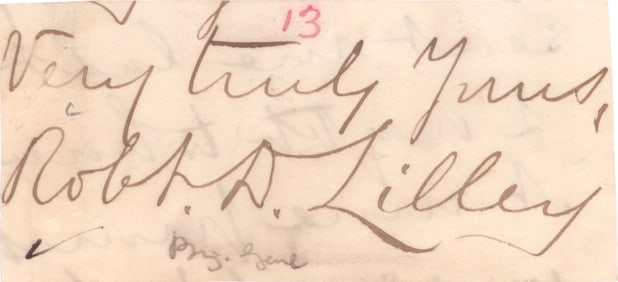 13
Very truly Yours,
Robt. D. Lilley
Brig. Genl